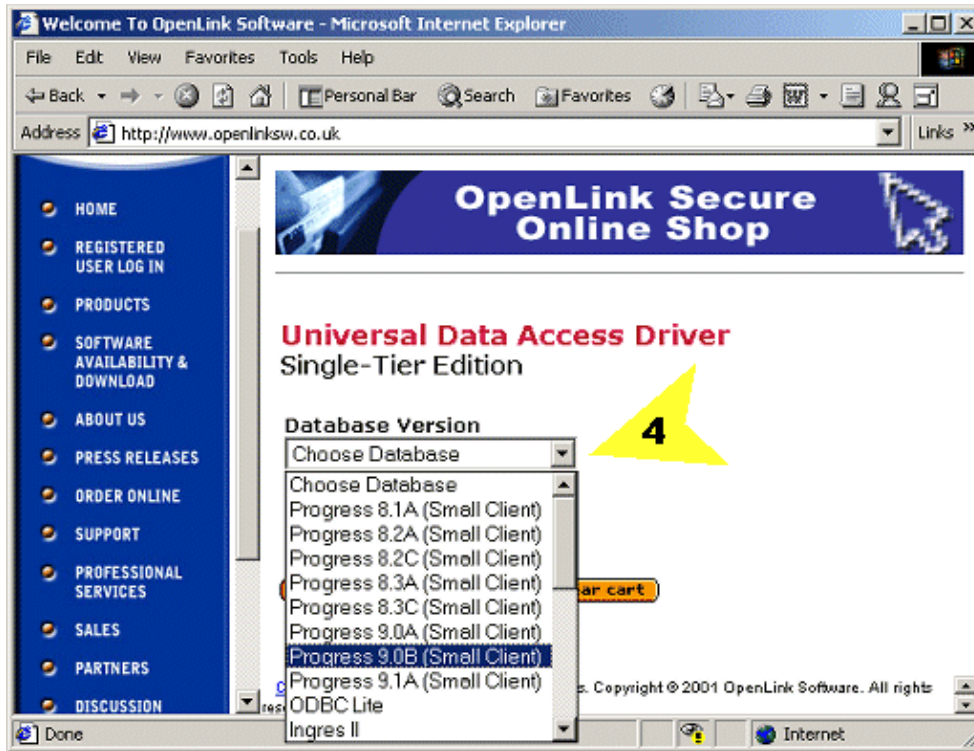 Welcome To OpenLink Software - Microsoft Internet Explorer
File Edit View Favorites Tools Help
Back Personal Bar Search Favorites
Address http://www.openlinksw.co.uk Links »
HOME
REGISTERED
USER LOG IN
PRODUCTS
SOFTWARE
AVAILABILITY &
DOWNLOAD
ABOUT US
PRESS RELEASES
ORDER ONLINE
SUPPORT
PROFESSIONAL
SERVICES
SALES
PARTNERS
DISCUSSION
OpenLink Secure
Online Shop
Universal Data Access Driver
Single-Tier Edition
Database Version
4
Choose Database
Choose Database
Progress 8.1A (Small Client)
Progress 8.2A (Small Client)
Progress 8.2C (Small Client)
Progress 8.3A (Small Client)
Progress 8.3C (Small Client)
Progress 9.0A (Small Client)
Progress 9.0B (Small Client)
Progress 9.1A (Small Client)
ODBC Lite
Ingres II
ar cart
s. Copyright © 2001 OpenLink Software. All rights
Done Internet